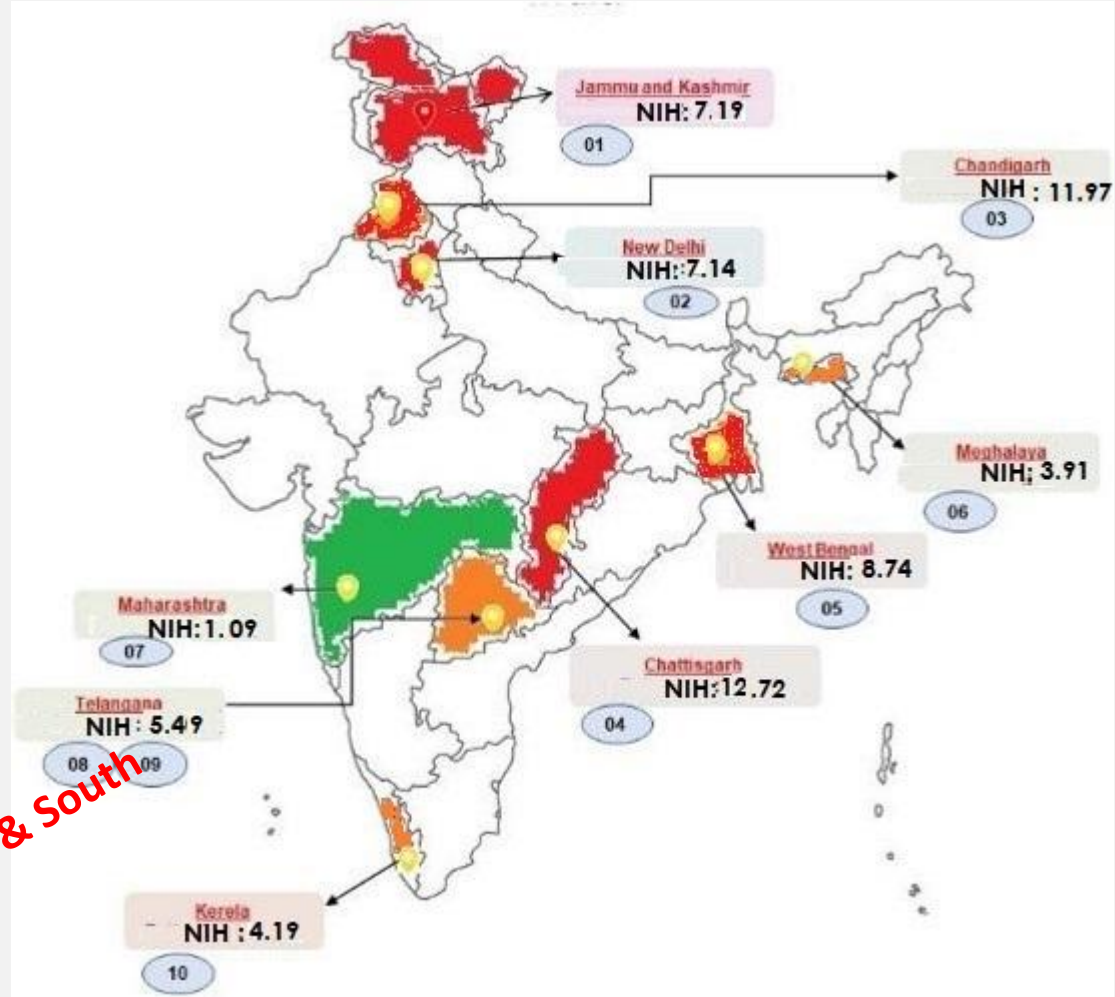 Jammu and Kashmir
NIH: 7.19
01
Chandigarh
NIH : 11.97
03
New Delhi
NIH::7.14
02
Meghalaya
NIH; 3.91
06
West Bengal
NIH: 8.74
05
Maharashtra
NIH:1.09
07
Chattisgarh
NIH:12.72
04
Telangana
NIH: 5.49
08 09
& South
Kerela
NIH : 4.19
10